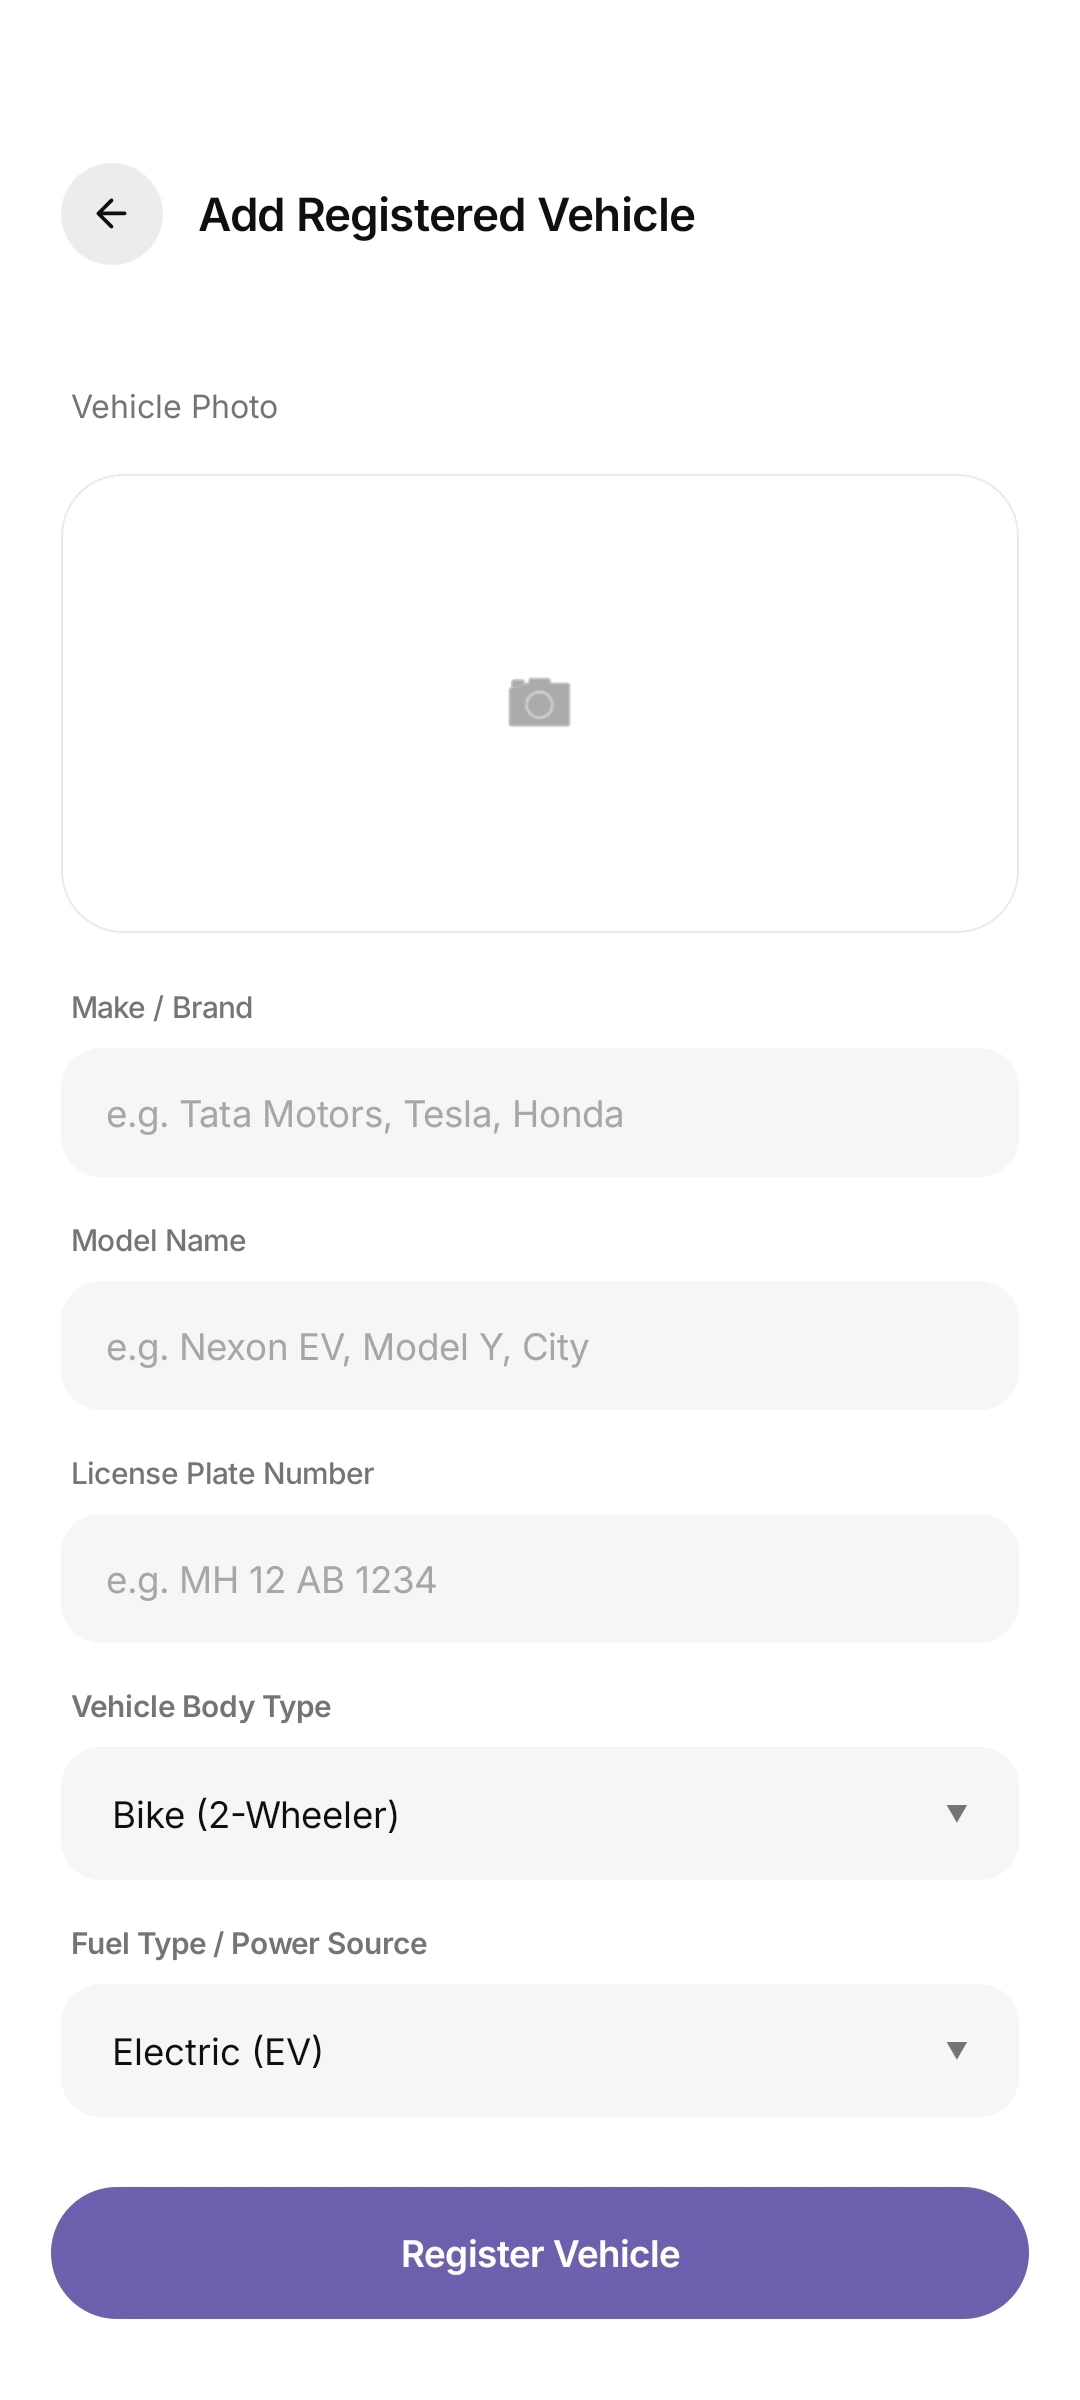 Add Registered Vehicle
Vehicle Photo
Make / Brand
e.g. Tata Motors, Tesla, Honda
Model Name
e.g. Nexon EV, Model Y, City
License Plate Number
e.g. MH 12 AB 1234
Vehicle Body Type
Bike (2-Wheeler)
Fuel Type / Power Source
Electric (EV)
Register Vehicle